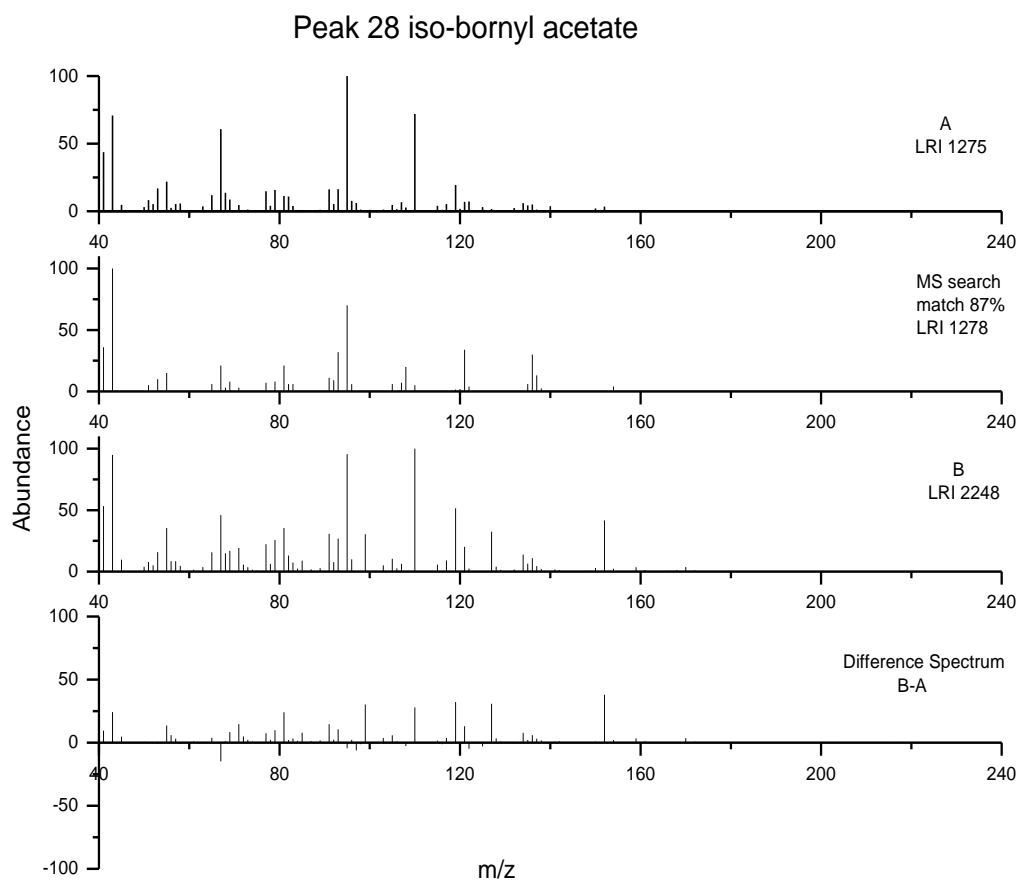 Peak 28 iso-bornyl acetate
100
50
0
A
LRI 1275
40 80 120 160 200 240
100
50
0
MS search
match 87%
LRI 1278
40 80 120 160 200 240
100
50
0
B
LRI 2248
40 80 120 160 200 240
100
50
0
-50
-100
Difference Spectrum
B-A
40 80 120 160 200 240
Abundance
m/z